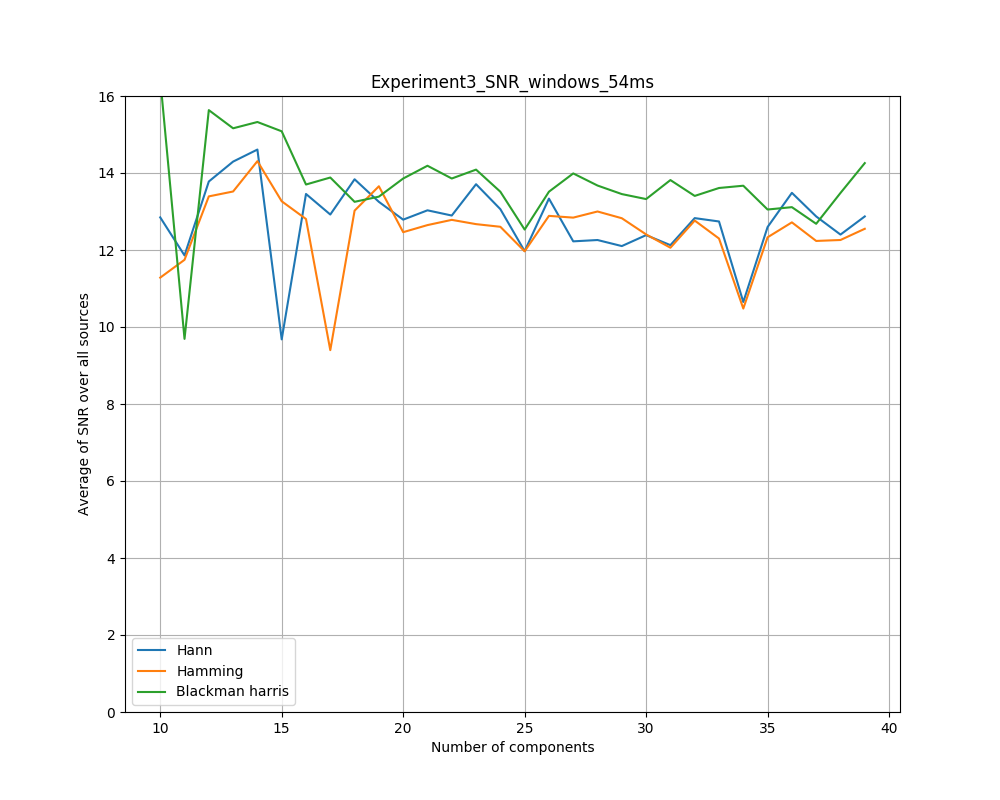 Experiment3_SNR_windows_54ms
16
14
12
10
8
6
4
2
0
Average of SNR over all sources
Hann
Hamming
Blackman harris
10 15 20 25 30 35 40
Number of components